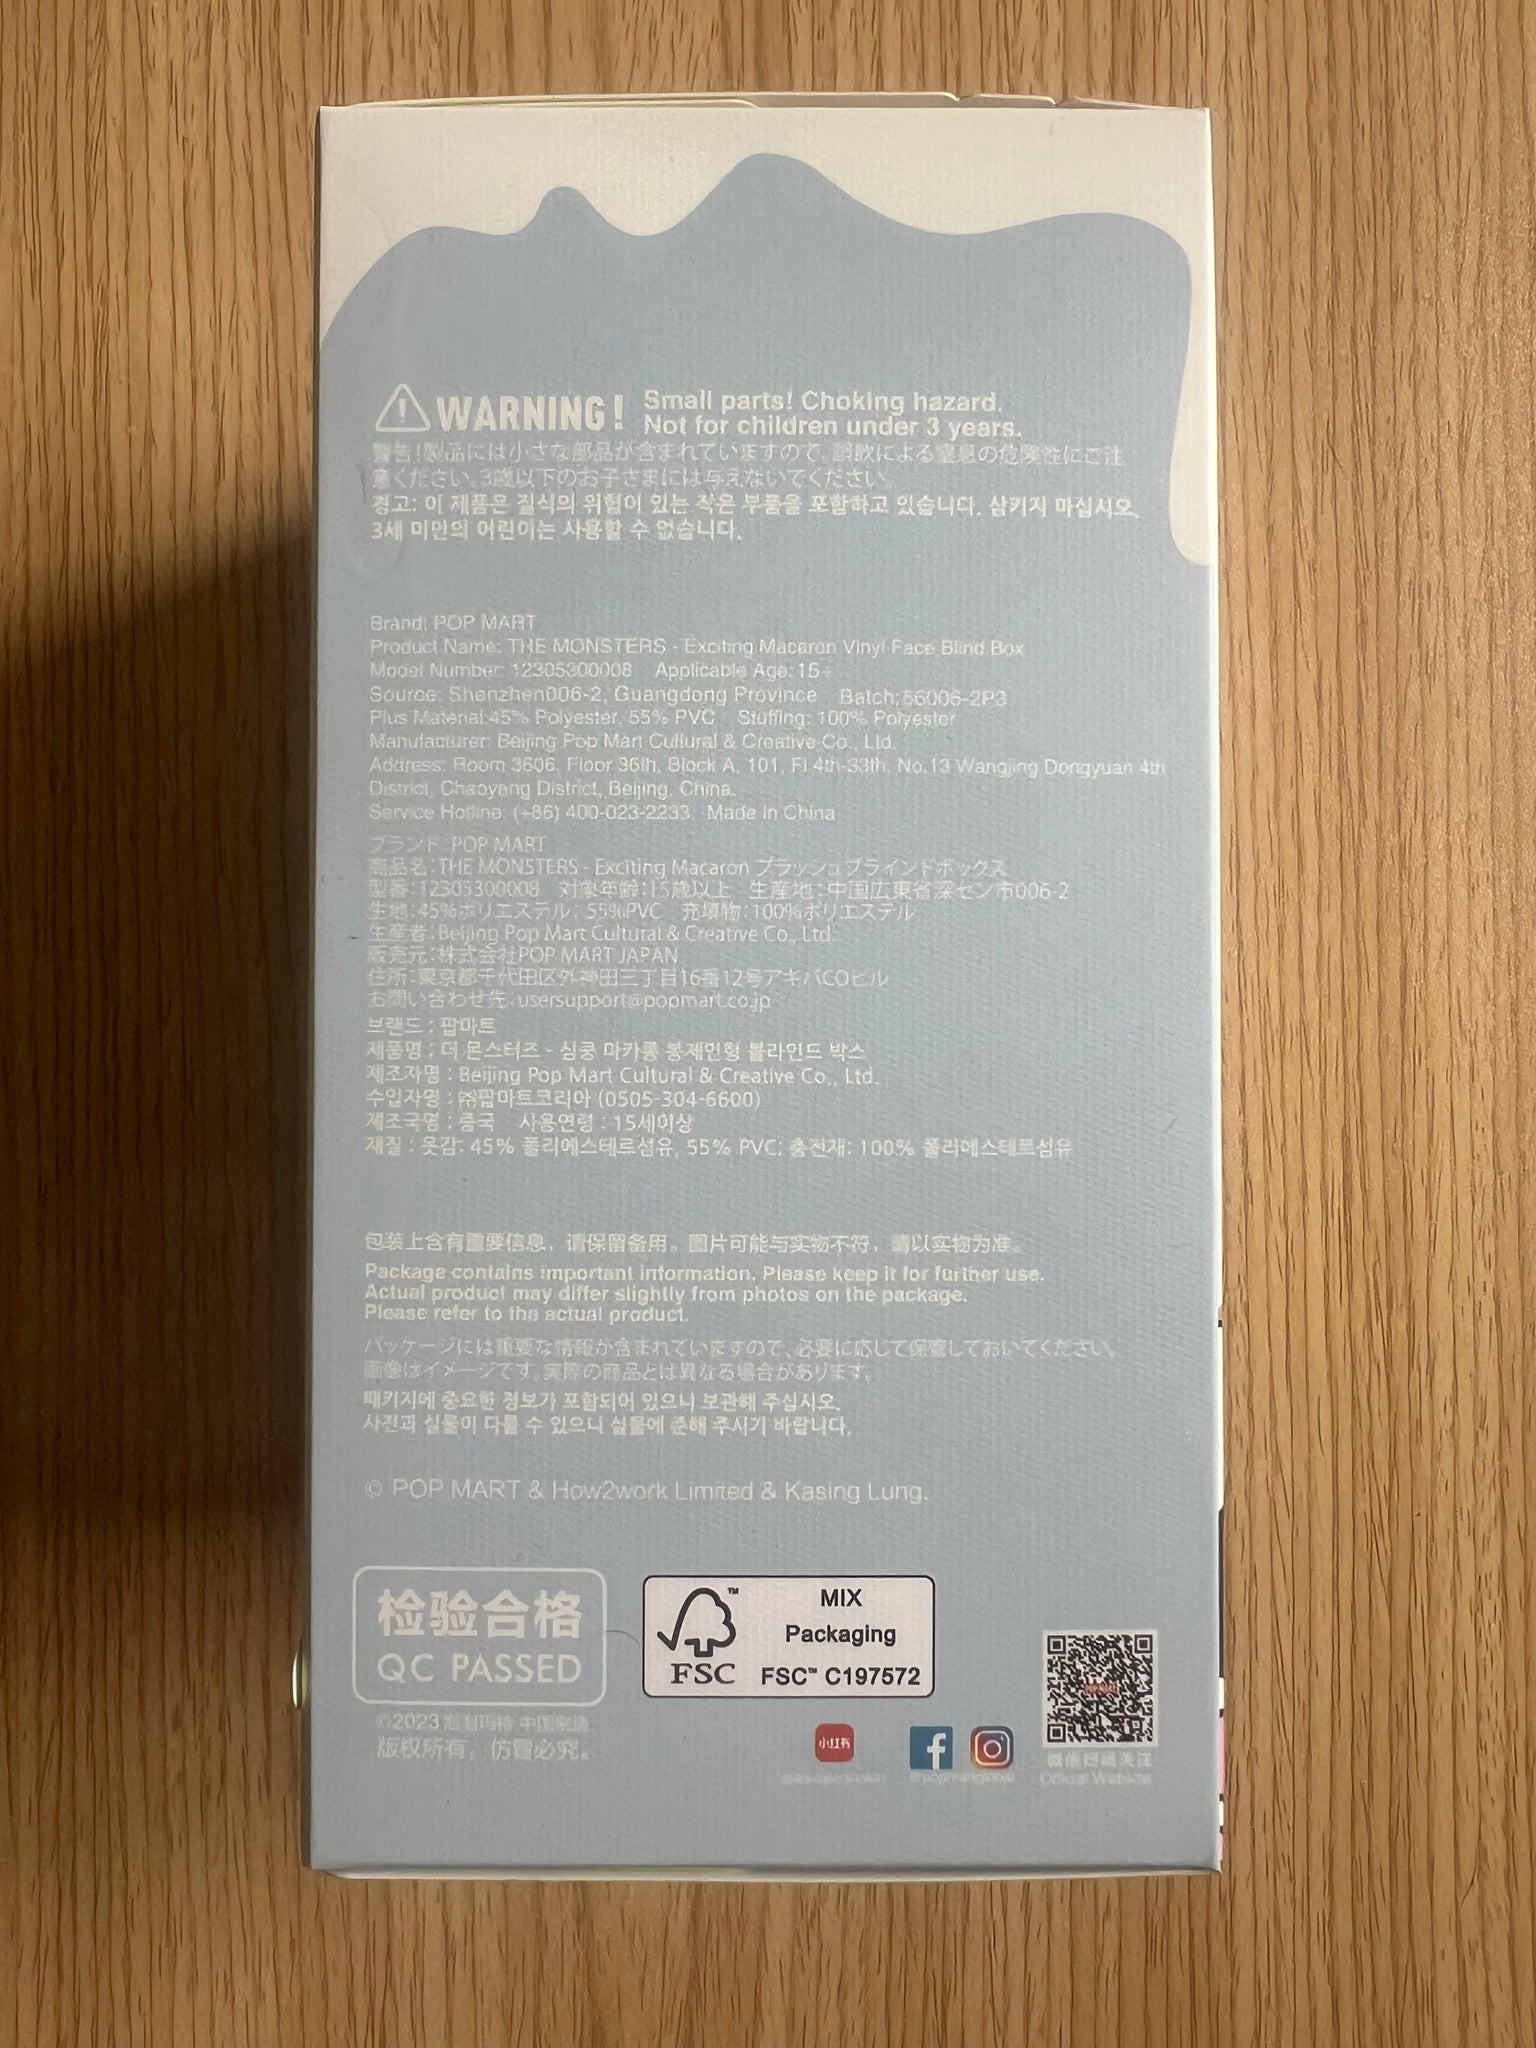 WARNING! Small parts! Choking hazard.
Not for children under 3 years.
警告!製品には小さな部品が含まれていますので、誤飲による窒息の危険性にご注
意ください。3歳以下のお子さまには与えないでください。
경고: 이 제품은 질식의 위험이 있는 작은 부품을 포함하고 있습니다. 삼키지 마십시오.
3세 미만의 어린이는 사용할 수 없습니다.
Brand: POP MART
Product Name: THE MONSTERS - Exciting Macaron Vinyl Face Blind Box
Model Number: 12305300008 Applicable Age: 15+
Source: Shenzhen006-2, Guangdong Province Batch: 56006-2P3
Plus Material:45% Polyester, 55% PVC Stuffing: 100% Polyester
Manufacturer: Beijing Pop Mart Cultural & Creative Co., Ltd.
Address: Room 3606, Floor 36th, Block A, 101, Fl 4th-33th, No.13 Wangjing Dongyuan 4th
District, Chaoyang District, Beijing, China.
Service Hotline: (+86) 400-023-2233 Made in China
ブランド:POP MART
商品名:THE MONSTERS - Exciting Macaron プラッシュブラインドボックス
型番:12305300008 対象年齢:15歳以上 生産地:中国広東省深セン市006-2
生地:45%ポリエステル; 55%PVC 充填物:100%ポリエステル
生産者:Beijing Pop Mart Cultural & Creative Co., Ltd.
販売元:株式会社POP MART JAPAN
住所:東京都千代田区外神田三丁目16番12号アキバCOビル
お問い合わせ先:usersupport@popmart.co.jp
브랜드 : 팝마트
제품명 : 더 몬스터즈 - 심쿵 마카롱 봉제인형 블라인드 박스
제조자명 : Beijing Pop Mart Cultural & Creative Co., Ltd.
수입자명 : ㈜팝마트코리아 (0505-304-6600)
제조국명 : 중국 사용연령 : 15세이상
재질 : 옷감: 45% 폴리에스테르섬유, 55% PVC; 충전재: 100% 폴리에스테르섬유
包装上含有重要信息，请保留备用。图片可能与实物不符，请以实物为准。
Package contains important information. Please keep it for further use.
Actual product may differ slightly from photos on the package.
Please refer to the actual product.
パッケージには重要な情報が含まれていますので、必要に応じて保管しておいてください。
画像はイメージです。実際の商品とは異なる場合があります。
패키지에 중요한 정보가 포함되어 있으니 보관해 주십시오.
사진과 실물이 다를 수 있으니 실물에 준해 주시기 바랍니다.
© POP MART & How2work Limited & Kasing Lung.
检验合格
QC PASSED
FSC™
MIX
Packaging
FSC™ C197572
©2023 泡泡玛特 中国制造
版权所有，仿冒必究。
小红书
@popmartglobal
Official Website